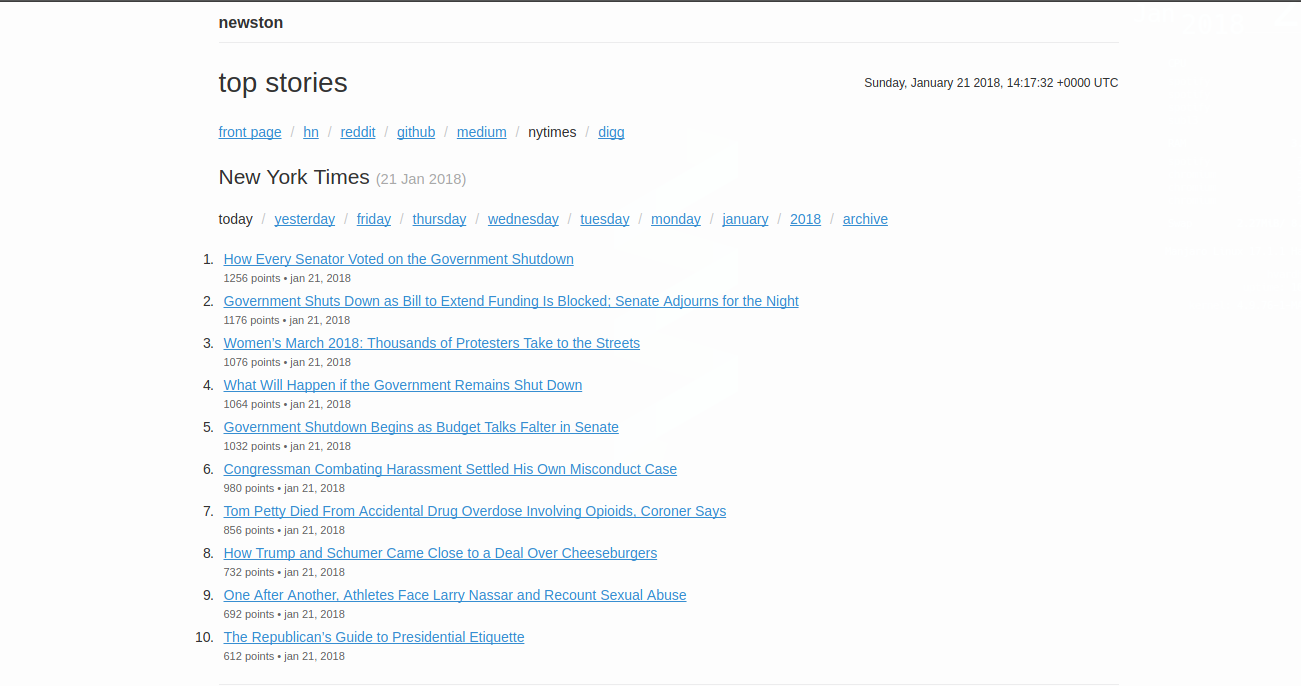 newston
top stories
Sunday, January 21 2018, 14:17:32 +0000 UTC
front page / hn / reddit / github / medium / nytimes / digg
New York Times (21 Jan 2018)
today / yesterday / friday / thursday / wednesday / tuesday / monday / january / 2018 / archive
1. How Every Senator Voted on the Government Shutdown
1256 points • jan 21, 2018
2. Government Shuts Down as Bill to Extend Funding Is Blocked; Senate Adjourns for the Night
1176 points • jan 21, 2018
3. Women’s March 2018: Thousands of Protesters Take to the Streets
1076 points • jan 21, 2018
4. What Will Happen if the Government Remains Shut Down
1064 points • jan 21, 2018
5. Government Shutdown Begins as Budget Talks Falter in Senate
1032 points • jan 21, 2018
6. Congressman Combating Harassment Settled His Own Misconduct Case
980 points • jan 21, 2018
7. Tom Petty Died From Accidental Drug Overdose Involving Opioids, Coroner Says
856 points • jan 21, 2018
8. How Trump and Schumer Came Close to a Deal Over Cheeseburgers
732 points • jan 21, 2018
9. One After Another, Athletes Face Larry Nassar and Recount Sexual Abuse
692 points • jan 21, 2018
10. The Republican’s Guide to Presidential Etiquette
612 points • jan 21, 2018